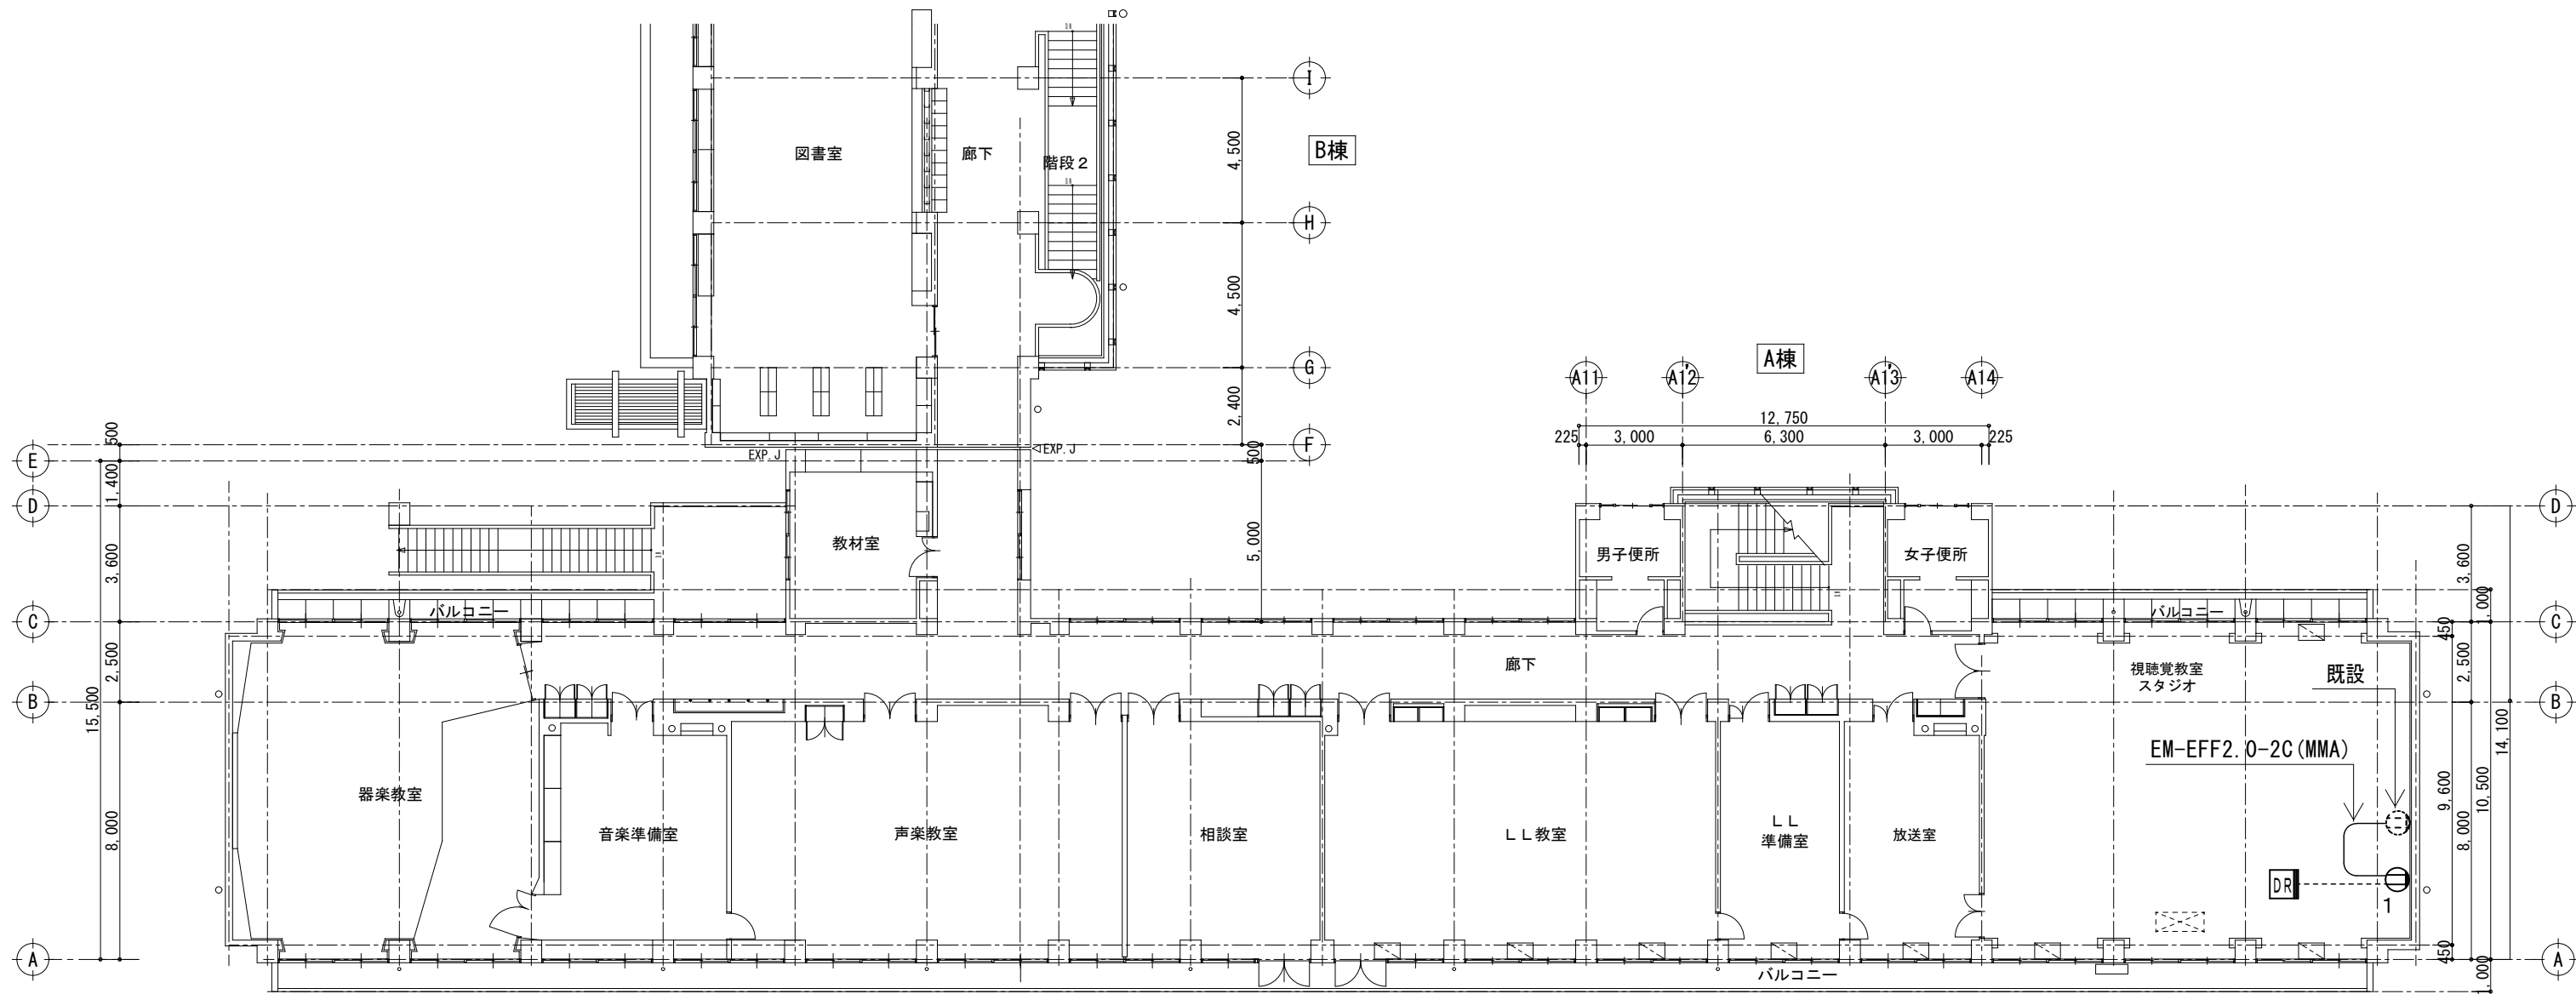 I
4,500
B棟
図書室
廊下
階段２
H
4,500
G
A棟
A11
A12'
A13'
A14
2,400
12,750
225
3,000
6,300
3,000
225
500
F
E
EXP.J
EXP.J
500
1,400
D
D
教材室
5,000
男子便所
女子便所
3,600
3,600
1,000
バルコニー
バルコニー
C
C
450
2,500
廊下
視聴覚教室
スタジオ
既設
2,500
B
B
15,500
14,100
EM-EFF2.0-2C(MMA)
器楽教室
音楽準備室
声楽教室
相談室
ＬＬ教室
ＬＬ
準備室
放送室
8,000
9,600
8,000
10,500
DR
1
A
A
450
バルコニー
1,000